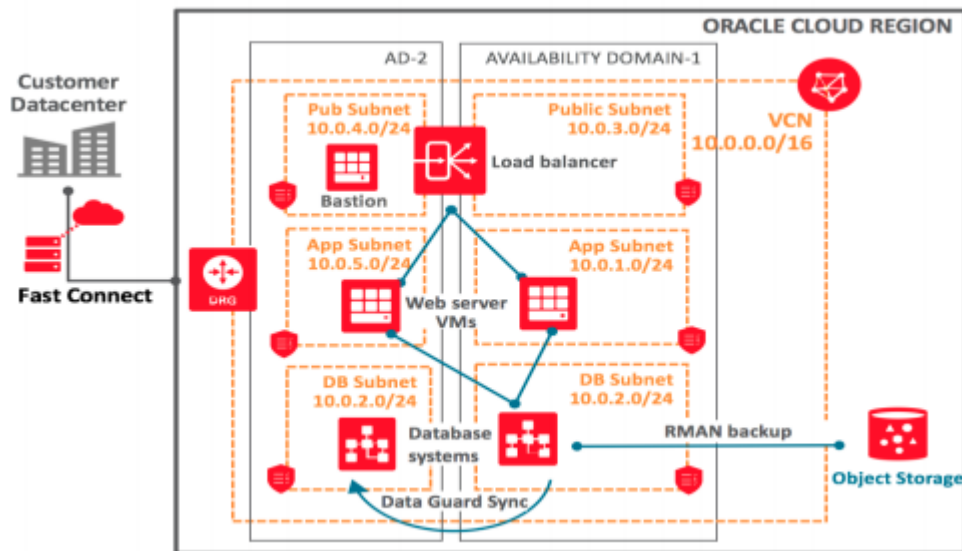 ORACLE CLOUD REGION
Customer
Datacenter
AD-2
AVAILABILITY DOMAIN-1
Pub Subnet
10.0.4.0/24
Public Subnet
10.0.3.0/24
VCN
10.0.0.0/16
Load balancer
Bastion
App Subnet
10.0.5.0/24
App Subnet
10.0.1.0/24
Fast Connect
DRG
Web server
VMs
DB Subnet
10.0.2.0/24
DB Subnet
10.0.2.0/24
Database
systems
RMAN backup
Object Storage
Data Guard Sync